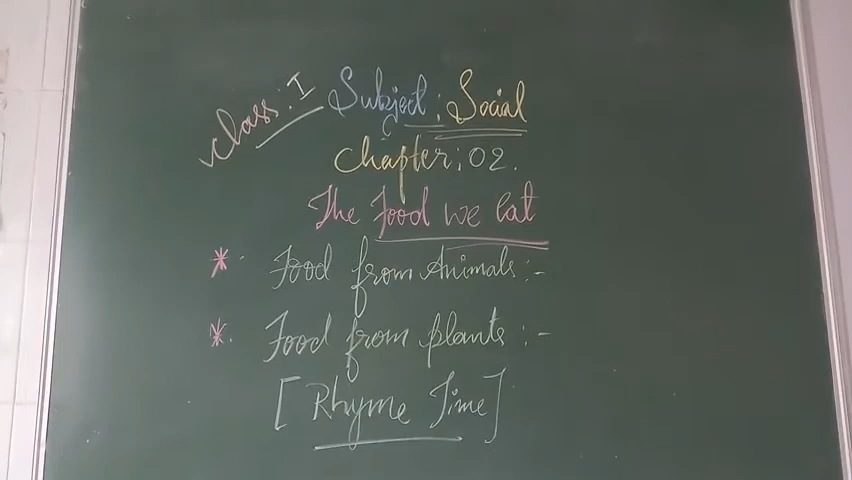 Class: I Subject: Social
Chapter: 02.
The Food we Eat
* Food from Animals :-
* Food from plants :-
[Rhyme Time]